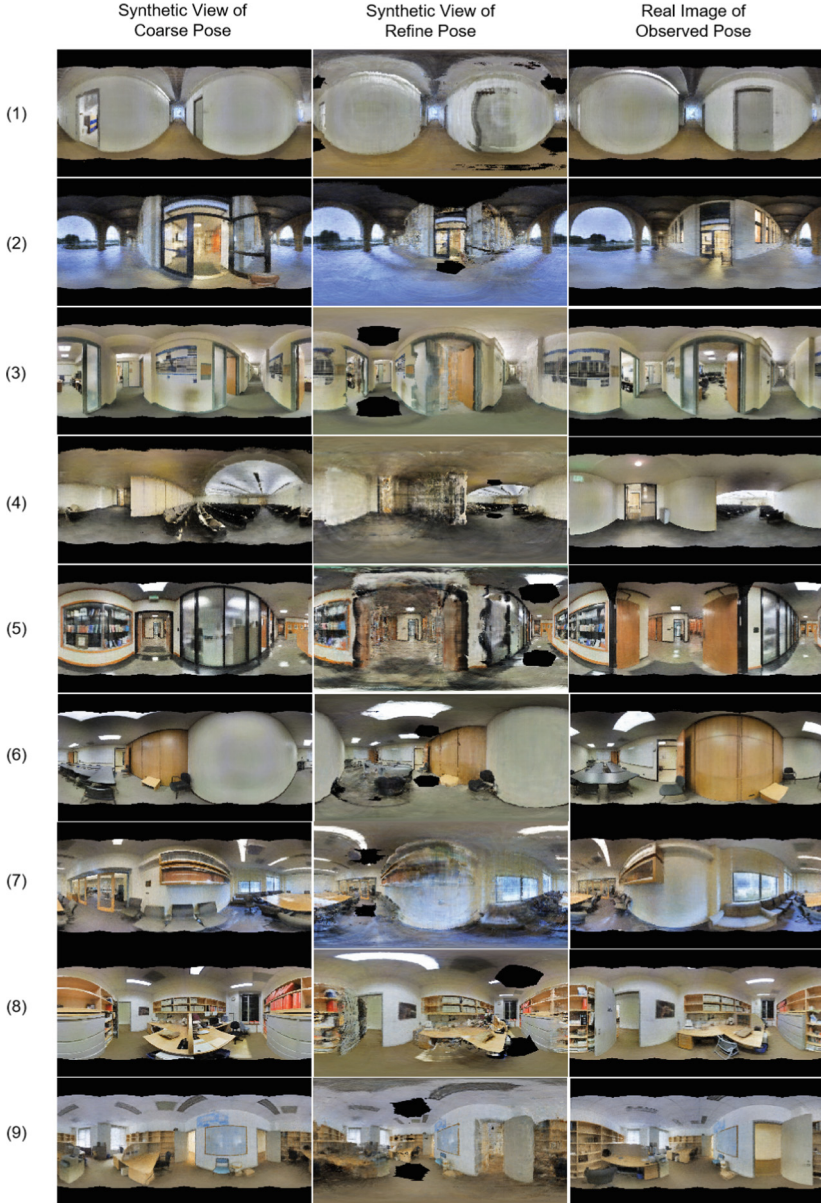 Synthetic View of
Coarse Pose
Synthetic View of
Refine Pose
Real Image of
Observed Pose
(1)
(2)
(3)
(4)
(5)
(6)
(7)
(8)
(9)